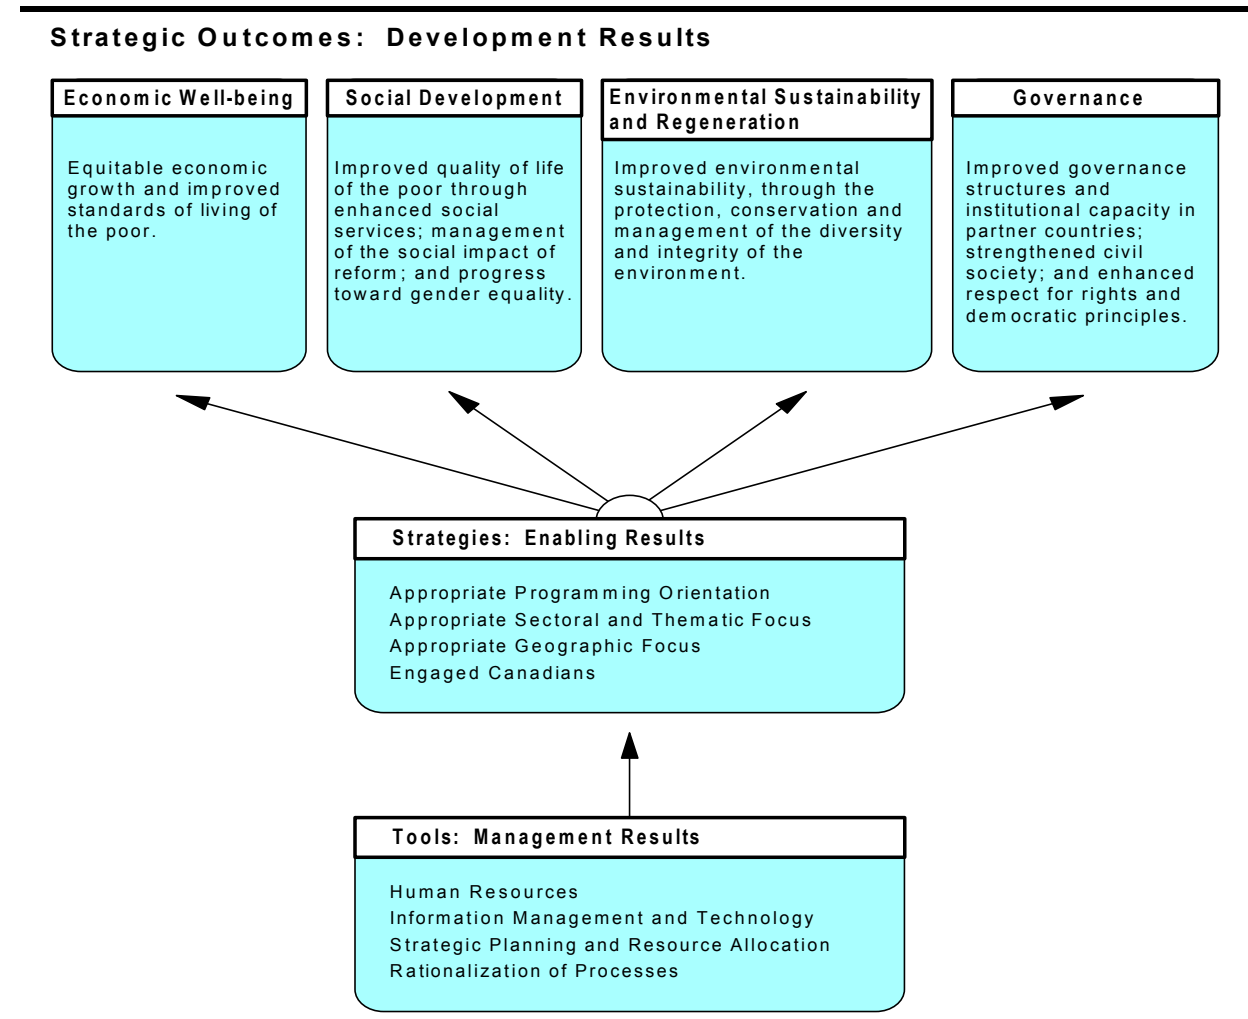 Strategic Outcomes: Development Results
Economic Well-being
Equitable economic
growth and improved
standards of living of
the poor.
Social Development
Improved quality of life
of the poor through
enhanced social
services; management
of the social impact of
reform; and progress
toward gender equality.
Environmental Sustainability
and Regeneration
Improved environmental
sustainability, through the
protection, conservation and
management of the diversity
and integrity of the
environment.
Governance
Improved governance
structures and
institutional capacity in
partner countries;
strengthened civil
society; and enhanced
respect for rights and
democratic principles.
Strategies: Enabling Results
Appropriate Programming Orientation
Appropriate Sectoral and Thematic Focus
Appropriate Geographic Focus
Engaged Canadians
Tools: Management Results
Human Resources
Information Management and Technology
Strategic Planning and Resource Allocation
Rationalization of Processes